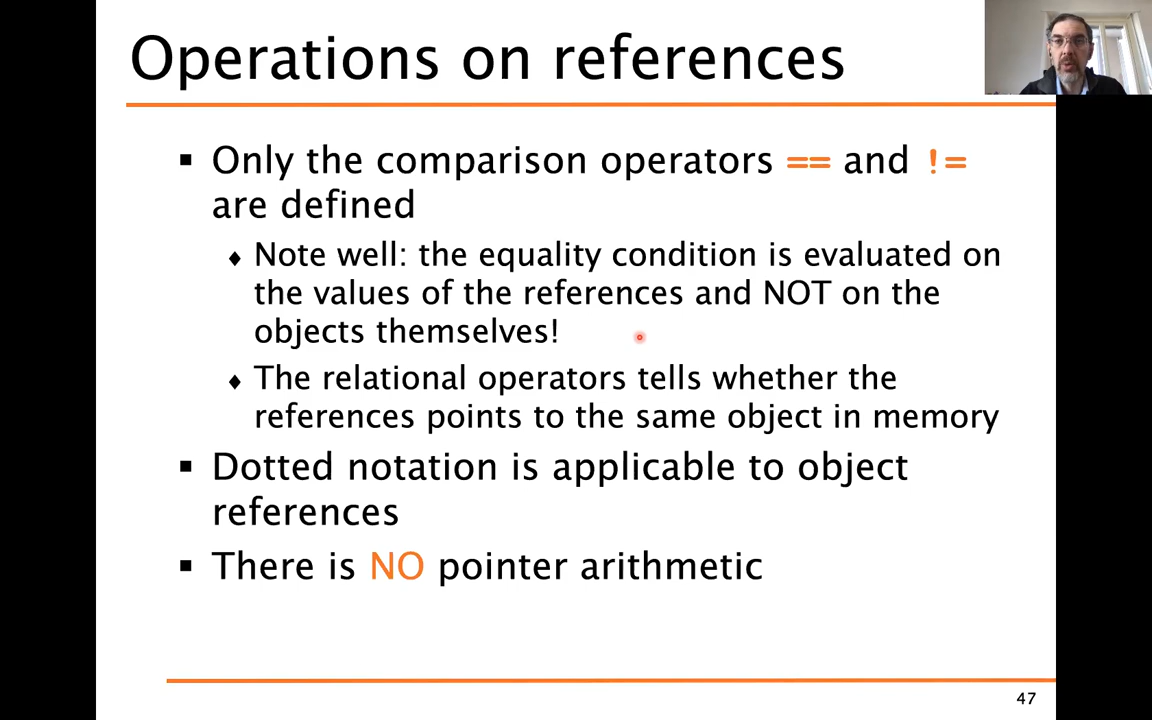 Operations on references
▪ Only the comparison operators == and !=
are defined
♦ Note well: the equality condition is evaluated on
the values of the references and NOT on the
objects themselves!
♦ The relational operators tells whether the
references points to the same object in memory
▪ Dotted notation is applicable to object
references
▪ There is NO pointer arithmetic
47